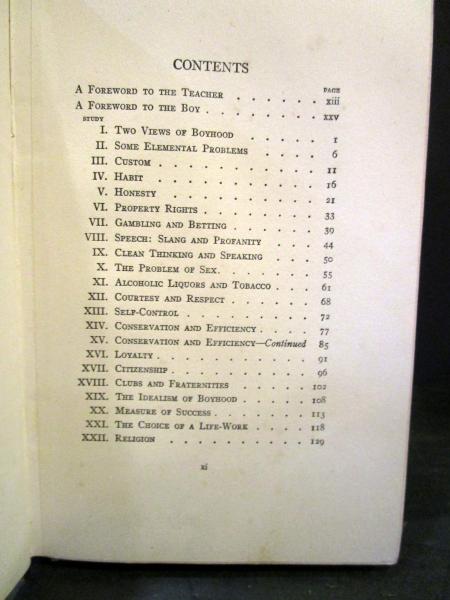 CONTENTS
PAGE
A Foreword to the Teacher . . . . . . xiii
A Foreword to the Boy . . . . . . . xxv
STUDY
I. Two Views of Boyhood . . . . . 1
II. Some Elemental Problems . . . . 6
III. Custom . . . . . . . . . 11
IV. Habit . . . . . . . . . 16
V. Honesty . . . . . . . . 21
VI. Property Rights . . . . . . . 33
VII. Gambling and Betting . . . . . 39
VIII. Speech: Slang and Profanity . . . 44
IX. Clean Thinking and Speaking . . . 50
X. The Problem of Sex . . . . . . 55
XI. Alcoholic Liquors and Tobacco . . . 61
XII. Courtesy and Respect . . . . . 68
XIII. Self-Control . . . . . . . 72
XIV. Conservation and Efficiency . . . . 77
XV. Conservation and Efficiency—Continued 85
XVI. Loyalty . . . . . . . . . 91
XVII. Citizenship . . . . . . . . 96
XVIII. Clubs and Fraternities . . . . . 102
XIX. The Idealism of Boyhood . . . . 108
XX. Measure of Success . . . . . . 113
XXI. The Choice of a Life-Work . . . . 118
XXII. Religion . . . . . . . . 129
xi